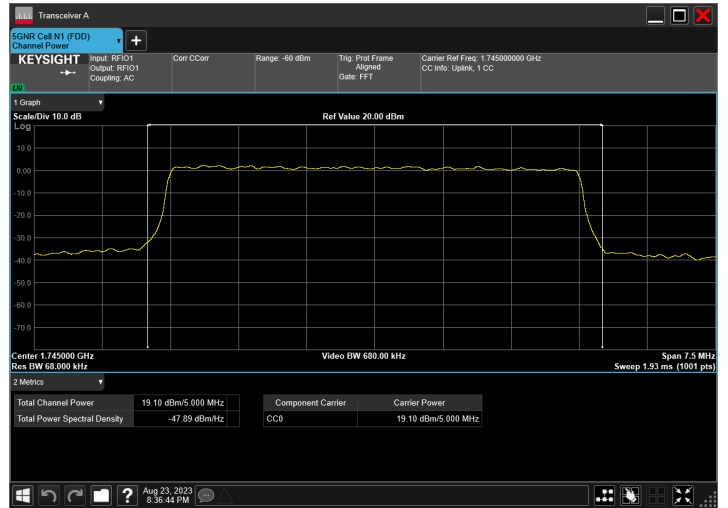 Transceiver A
5GNR Cell N1 (FDD)
Channel Power
KEYSIGHT
LXI
Input: RFIO1
Output: RFIO1
Coupling: AC
Corr CCorr
Range: -60 dBm
Trig: Prot Frame
Aligned
Gate: FFT
Carrier Ref Freq: 1.745000000 GHz
CC Info: Uplink, 1 CC
1 Graph
Scale/Div 10.0 dB
Ref Value 20.00 dBm
Log
10.0
0.00
-10.0
-20.0
-30.0
-40.0
-50.0
-60.0
-70.0
Center 1.745000 GHz
Video BW 680.00 kHz
Span 7.5 MHz
Res BW 68.000 kHz
Sweep 1.93 ms (1001 pts)
2 Metrics
Total Channel Power 19.10 dBm/5.000 MHz
Total Power Spectral Density -47.89 dBm/Hz
Component Carrier Carrier Power
CC0 19.10 dBm/5.000 MHz
Aug 23, 2023
8:36:44 PM